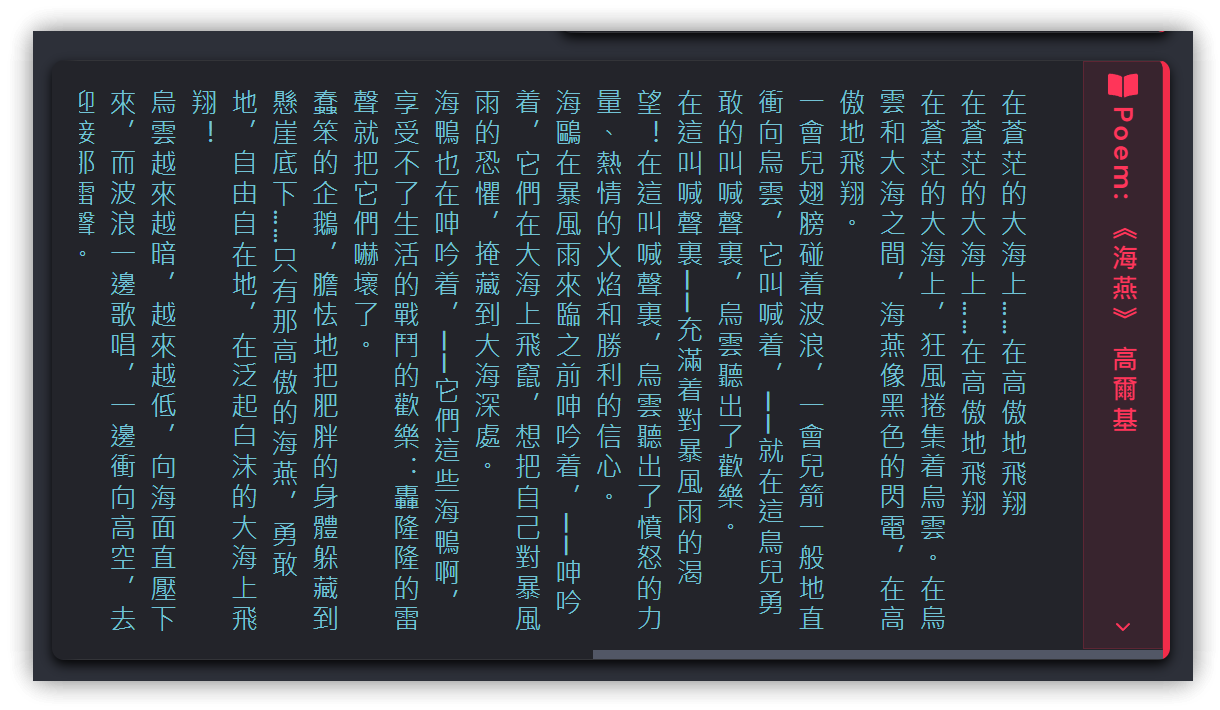 Poem: 《海燕》 高爾基
在蒼茫的大海上……在高傲地飛翔
在蒼茫的大海上……在高傲地飛翔
在蒼茫的大海上，狂風捲集着烏雲。在烏
雲和大海之間，海燕像黑色的閃電，在高
傲地飛翔。
一會兒翅膀碰着波浪，一會兒箭一般地直
衝向烏雲，它叫喊着，——就在這鳥兒勇
敢的叫喊聲裏，烏雲聽出了歡樂。
在這叫喊聲裏——充滿着對暴風雨的渴
望！在這叫喊聲裏，烏雲聽出了憤怒的力
量、熱情的火焰和勝利的信心。
海鷗在暴風雨來臨之前呻吟着，——呻吟
着，它們在大海上飛竄，想把自己對暴風
雨的恐懼，掩藏到大海深處。
海鴨也在呻吟着，——它們這些海鴨啊，
享受不了生活的戰鬥的歡樂：轟隆隆的雷
聲就把它們嚇壞了。
蠢笨的企鵝，膽怯地把肥胖的身體躲藏到
懸崖底下……只有那高傲的海燕，勇敢
地，自由自在地，在泛起白沫的大海上飛
翔！
烏雲越來越暗，越來越低，向海面直壓下
來，而波浪一邊歌唱，一邊衝向高空，去
迎接那雷聲。